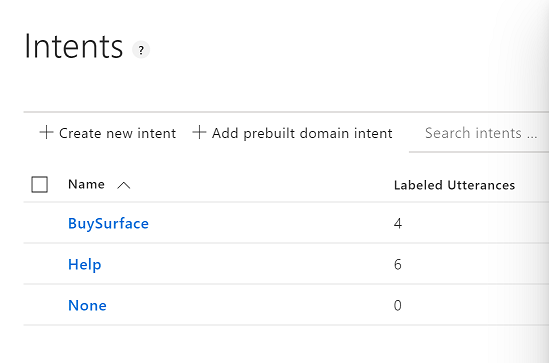 Intents ?
+ Create new intent + Add prebuilt domain intent Search intents ...
Name Labeled Utterances
BuySurface 4
Help 6
None 0